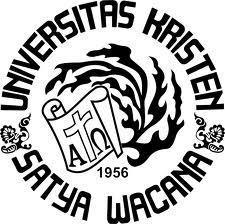 UNIVERSITAS KRISTEN
Α Ω
1956
SATYA WACANA